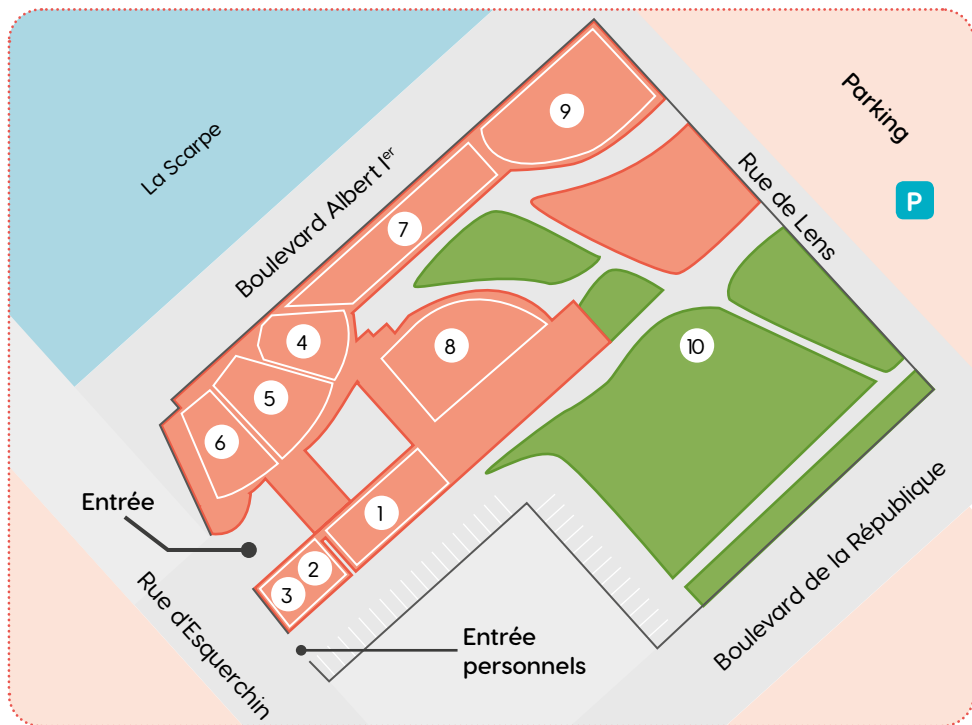 La Scarpe
Boulevard Albert Ier
Parking
P
Rue de Lens
9
7
4
8
10
5
6
Entrée
1
2
3
Rue d'Esquerchin
Boulevard de la République
Entrée
personnels